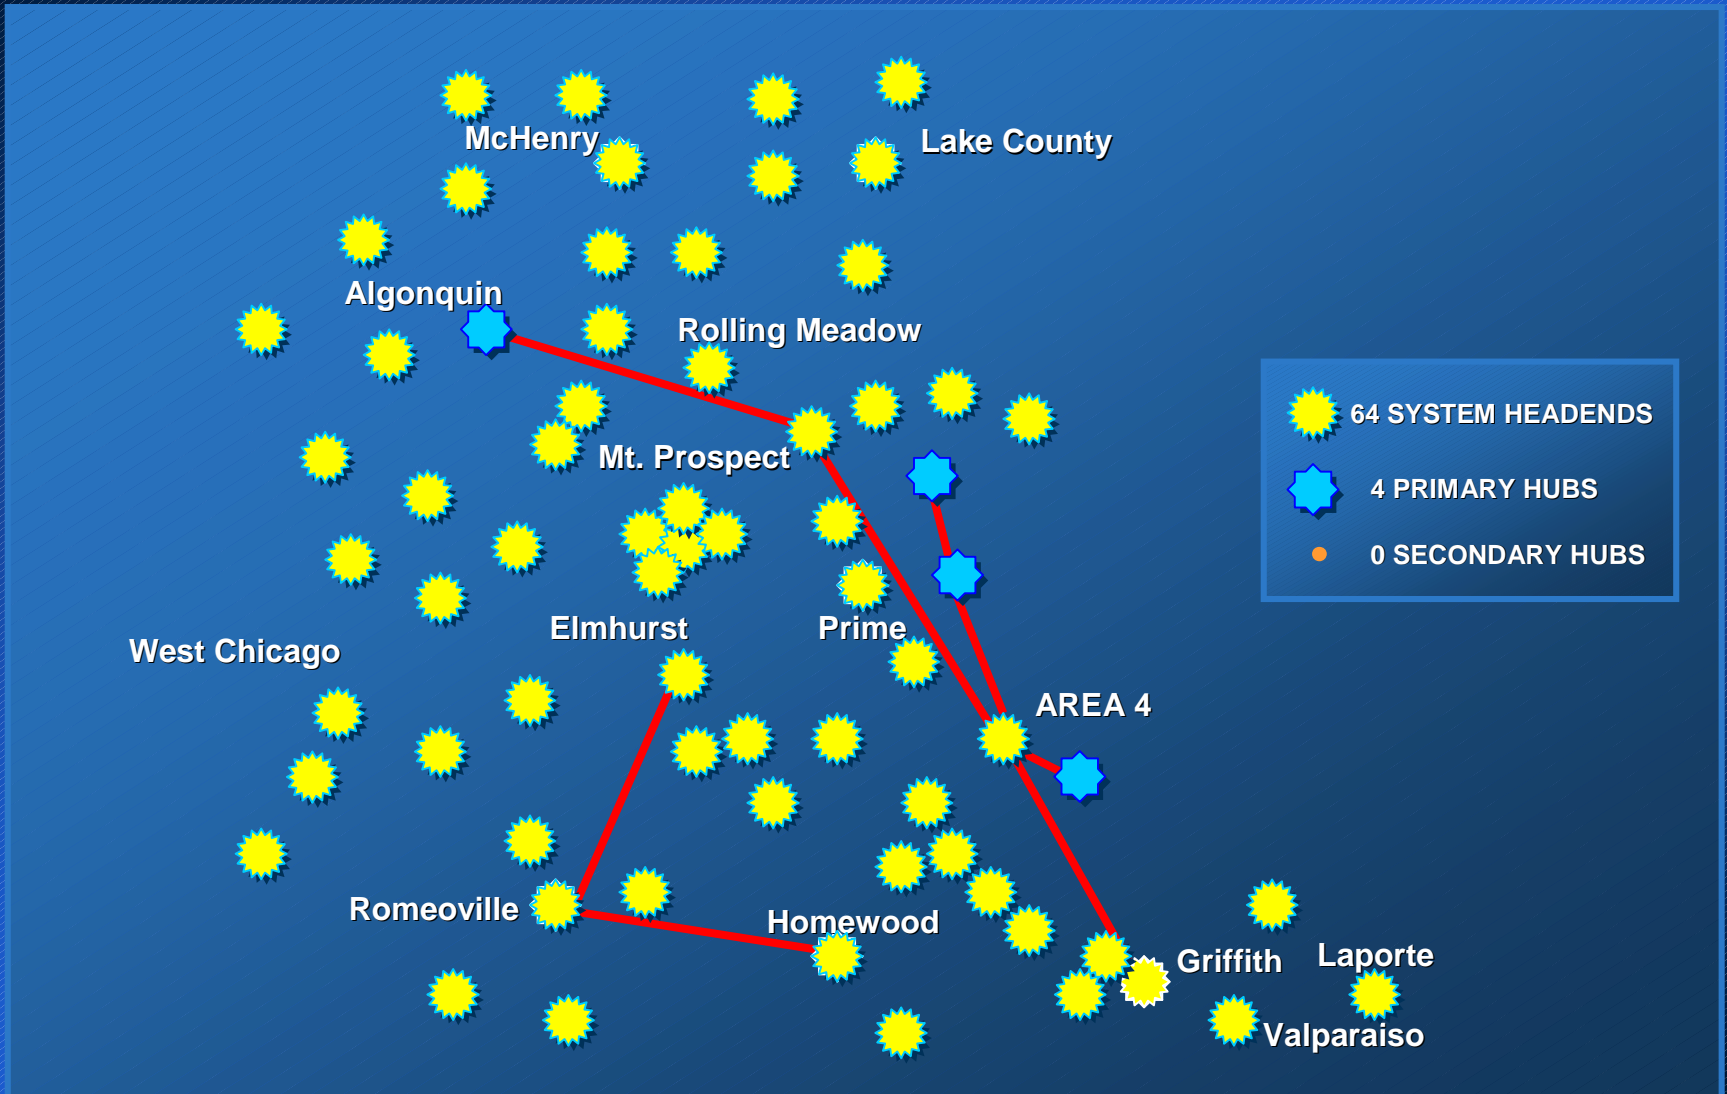 McHenry
Lake County
Algonquin
Rolling Meadow
64 SYSTEM HEADENDS
Mt. Prospect
4 PRIMARY HUBS
0 SECONDARY HUBS
Elmhurst
Prime
West Chicago
AREA 4
Romeoville
Homewood
Griffith
Laporte
Valparaiso